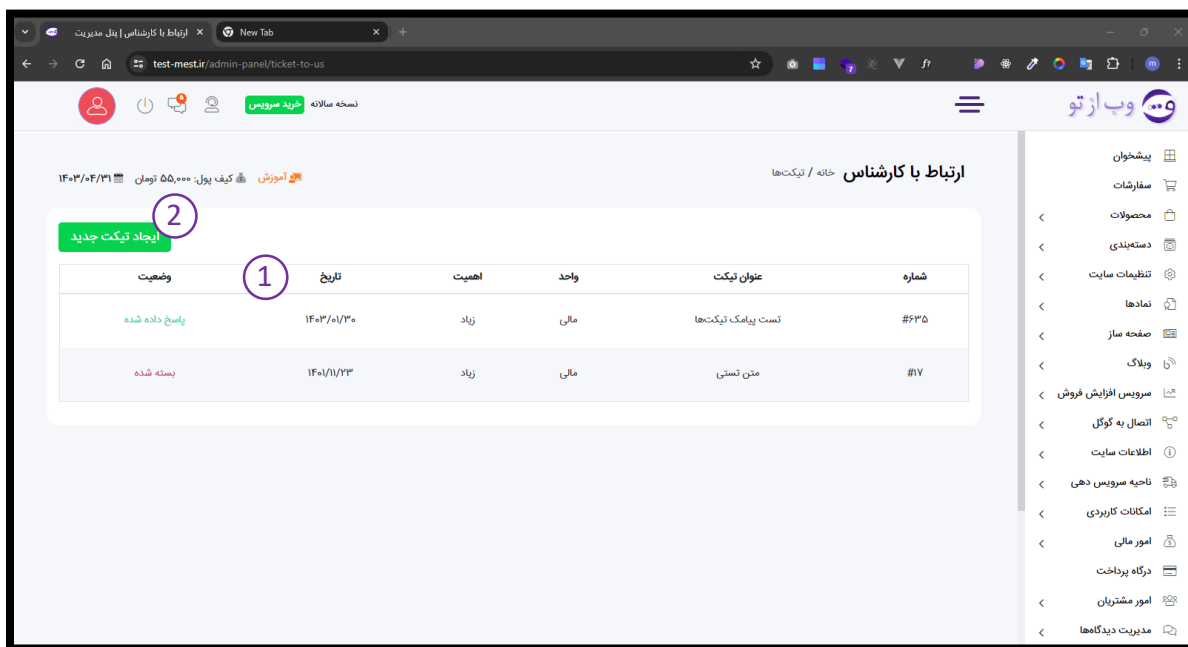 ارتباط با کارشناس | پنل مدیریت
New Tab
test-mest.ir/admin-panel/ticket-to-us
وب از تو
نسخه سالانه خرید سرویس
ارتباط با کارشناس خانه / تیکت‌ها
آموزش کیف پول: ۵۵,۰۰۰ تومان ۱۴۰۳/۰۴/۳۱
2
ایجاد تیکت جدید
1
شماره عنوان تیکت واحد اهمیت تاریخ وضعیت
#۶۳۵ تست پیامک تیکت‌ها مالی زیاد ۱۴۰۳/۰۱/۳۰ پاسخ داده شده
#۱۷ متن تستی مالی زیاد ۱۴۰۱/۱۱/۲۳ بسته شده
پیشخوان
سفارشات
محصولات
دسته‌بندی
تنظیمات سایت
نمادها
صفحه ساز
وبلاگ
سرویس افزایش فروش
اتصال به گوگل
اطلاعات سایت
ناحیه سرویس دهی
امکانات کاربردی
امور مالی
درگاه پرداخت
امور مشتریان
مدیریت دیدگاه‌ها